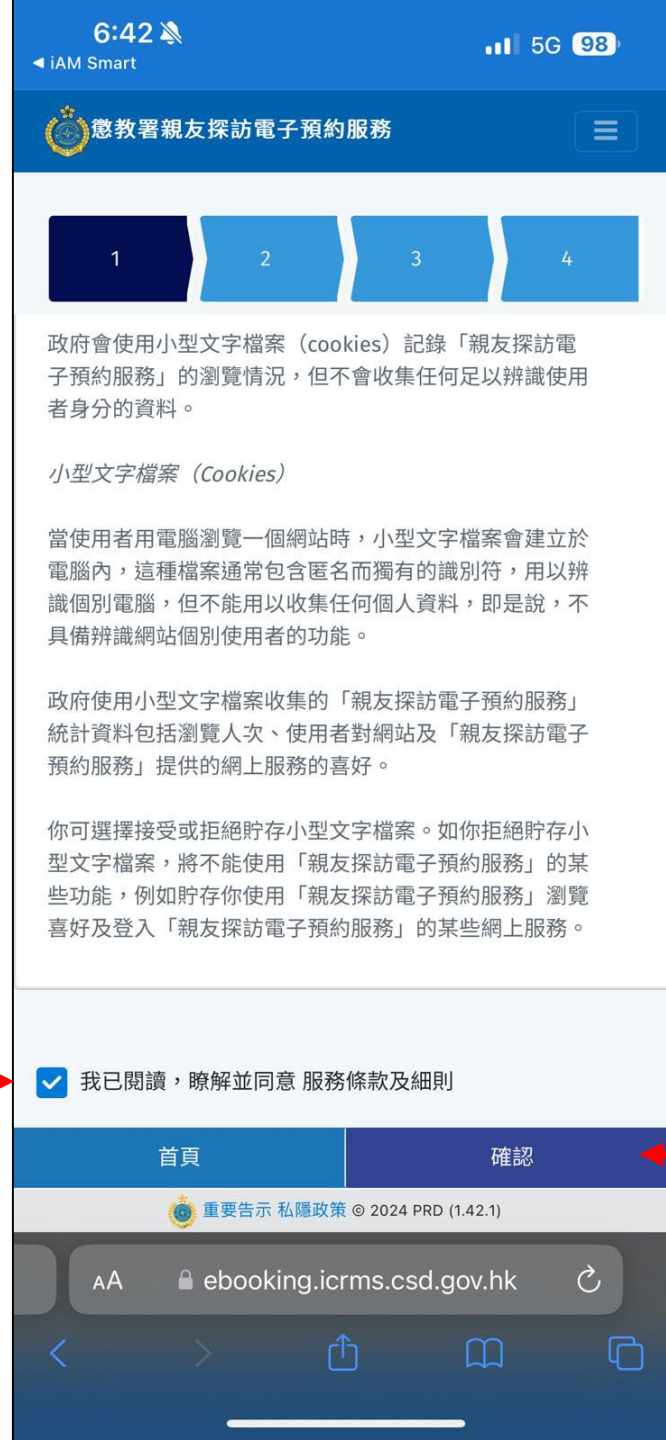 6:42
5G 98
◀ iAM Smart
懲教署親友探訪電子預約服務
1 2 3 4
政府會使用小型文字檔案（cookies）記錄「親友探訪電
子預約服務」的瀏覽情況，但不會收集任何足以辨識使用
者身分的資料。
小型文字檔案（Cookies）
當使用者用電腦瀏覽一個網站時，小型文字檔案會建立於
電腦內，這種檔案通常包含匿名而獨有的識別符，用以辨
識個別電腦，但不能用以收集任何個人資料，即是說，不
具備辨識網站個別使用者的功能。
政府使用小型文字檔案收集的「親友探訪電子預約服務」
統計資料包括瀏覽人次、使用者對網站及「親友探訪電子
預約服務」提供的網上服務的喜好。
你可選擇接受或拒絕貯存小型文字檔案。如你拒絕貯存小
型文字檔案，將不能使用「親友探訪電子預約服務」的某
些功能，例如貯存你使用「親友探訪電子預約服務」瀏覽
喜好及登入「親友探訪電子預約服務」的某些網上服務。
我已閱讀，瞭解並同意 服務條款及細則
首頁 確認
重要告示 私隱政策 © 2024 PRD (1.42.1)
AA ebooking.icrms.csd.gov.hk